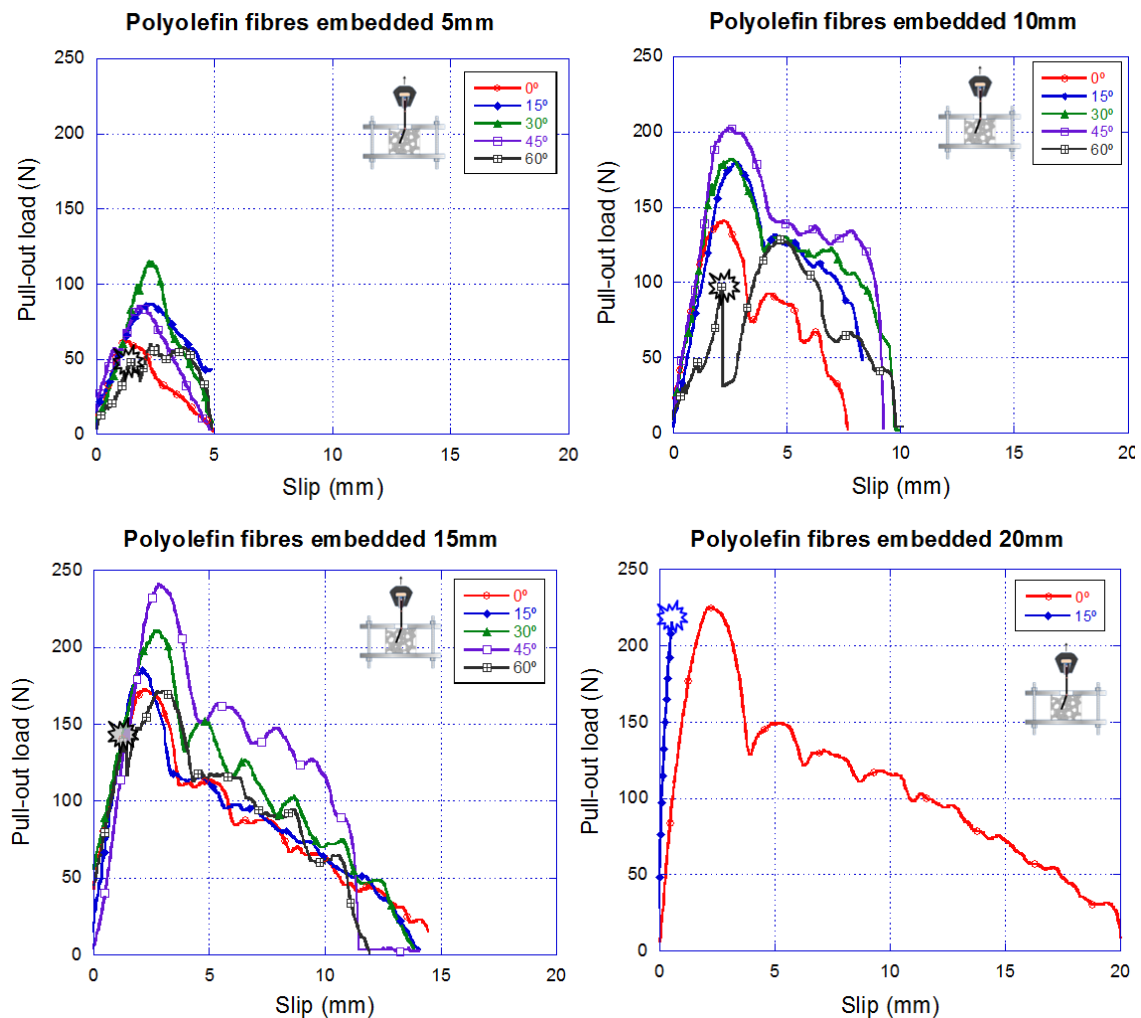 Polyolefin fibres embedded 5mm
250
200
150
100
50
0
Pull-out load (N)
0º
15º
30º
45º
60º
0
5
10
15
20
Slip (mm)
Polyolefin fibres embedded 10mm
250
200
150
100
50
0
Pull-out load (N)
0º
15º
30º
45º
60º
0
5
10
15
20
Slip (mm)
Polyolefin fibres embedded 15mm
250
200
150
100
50
0
Pull-out load (N)
0º
15º
30º
45º
60º
0
5
10
15
20
Slip (mm)
Polyolefin fibres embedded 20mm
250
200
150
100
50
0
Pull-out load (N)
0º
15º
0
5
10
15
20
Slip (mm)